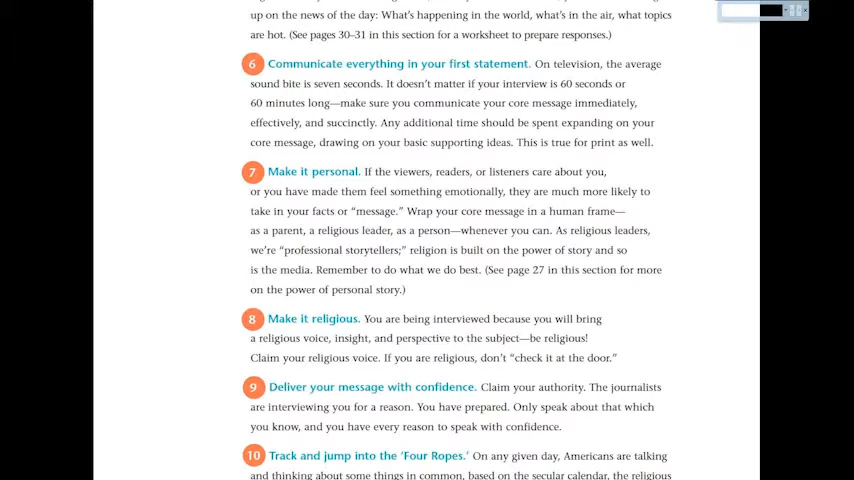 up on the news of the day: What's happening in the world, what's in the air, what topics
are hot. (See pages 30–31 in this section for a worksheet to prepare responses.)
6 Communicate everything in your first statement. On television, the average
sound bite is seven seconds. It doesn't matter if your interview is 60 seconds or
60 minutes long—make sure you communicate your core message immediately,
effectively, and succinctly. Any additional time should be spent expanding on your
core message, drawing on your basic supporting ideas. This is true for print as well.
7 Make it personal. If the viewers, readers, or listeners care about you,
or you have made them feel something emotionally, they are much more likely to
take in your facts or “message.” Wrap your core message in a human frame—
as a parent, a religious leader, as a person—whenever you can. As religious leaders,
we're “professional storytellers;” religion is built on the power of story and so
is the media. Remember to do what we do best. (See page 27 in this section for more
on the power of personal story.)
8 Make it religious. You are being interviewed because you will bring
a religious voice, insight, and perspective to the subject—be religious!
Claim your religious voice. If you are religious, don't “check it at the door.”
9 Deliver your message with confidence. Claim your authority. The journalists
are interviewing you for a reason. You have prepared. Only speak about that which
you know, and you have every reason to speak with confidence.
10 Track and jump into the ‘Four Ropes.’ On any given day, Americans are talking
and thinking about some things in common, based on the secular calendar, the religious